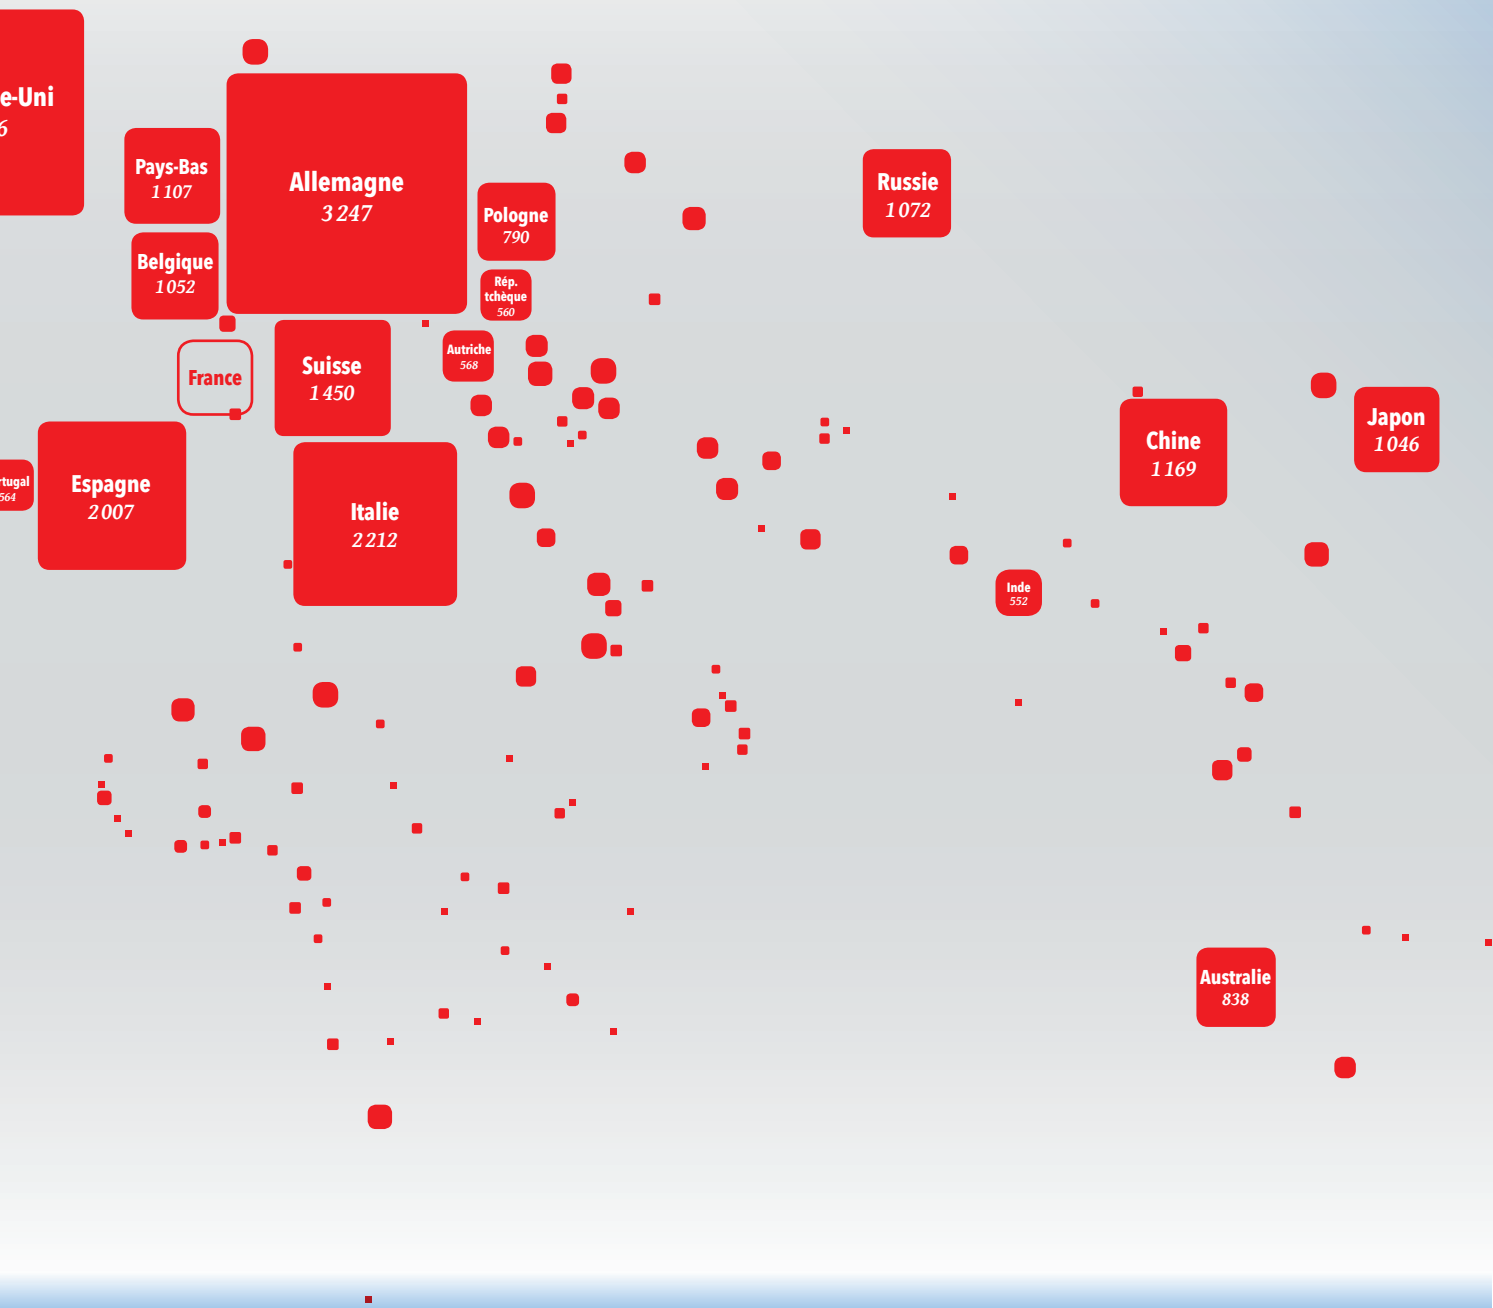 e-Uni
6
Pays-Bas
1 107
Allemagne
3 247
Pologne
790
Russie
1 072
Belgique
1 052
Rép.
tchèque
560
Autriche
568
France
Suisse
1 450
Japon
1 046
Chine
1 169
rtugal
564
Espagne
2 007
Italie
2 212
Inde
552
Australie
838